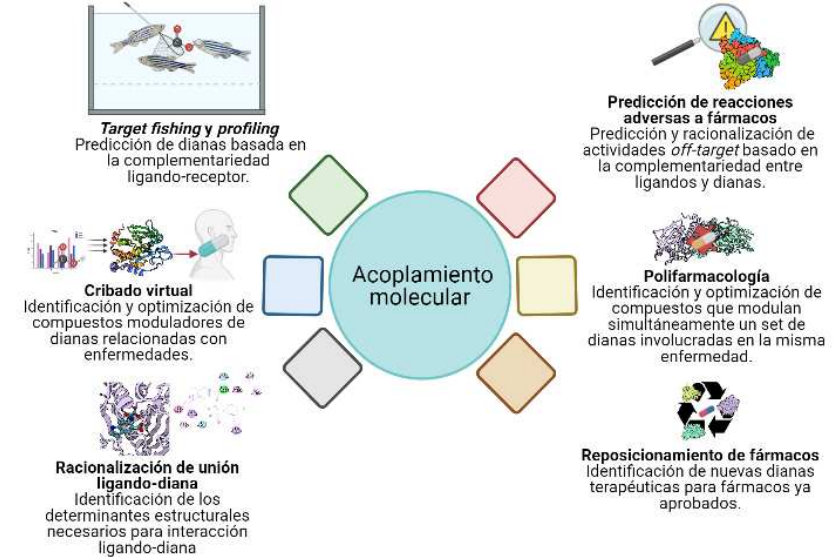 Target fishing y profiling
Predicción de dianas basada en
la complementariedad
ligando-receptor.
Cribado virtual
Identificación y optimización de
compuestos moduladores de
dianas relacionadas con
enfermedades.
Racionalización de unión
ligando-diana
Identificación de los
determinantes estructurales
necesarios para interacción
ligando-diana
Acoplamiento
molecular
Predicción de reacciones
adversas a fármacos
Predicción y racionalización de
actividades off-target basado en
la complementariedad entre
ligandos y dianas.
Polifarmacología
Identificación y optimización de
compuestos que modulan
simultáneamente un set de
dianas involucradas en la misma
enfermedad.
Reposicionamiento de fármacos
Identificación de nuevas dianas
terapéuticas para fármacos ya
aprobados.